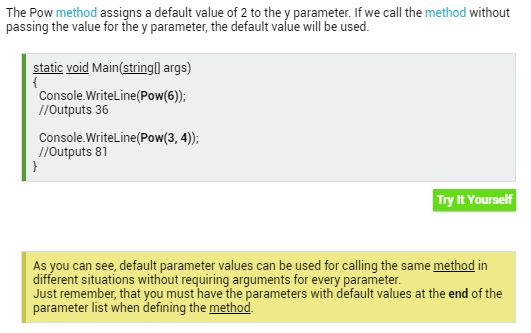 The Pow method assigns a default value of 2 to the y parameter. If we call the method without
passing the value for the y parameter, the default value will be used.
static void Main(string[] args)
{
Console.WriteLine(Pow(6));
//Outputs 36
Console.WriteLine(Pow(3, 4));
//Outputs 81
}
Try It Yourself
As you can see, default parameter values can be used for calling the same method in
different situations without requiring arguments for every parameter.
Just remember, that you must have the parameters with default values at the end of the
parameter list when defining the method.